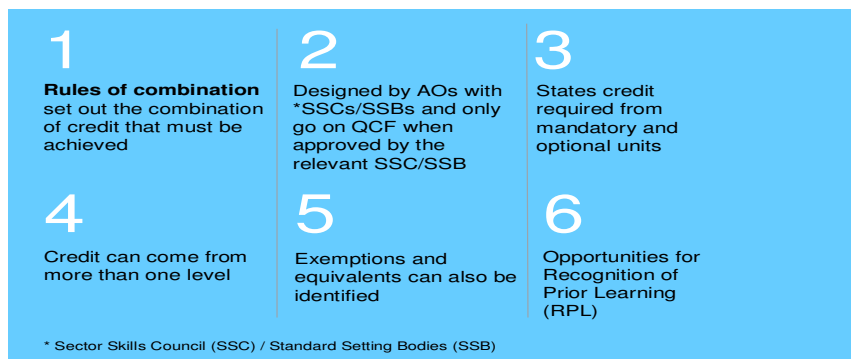 1
Rules of combination
set out the combination
of credit that must be
achieved
2
Designed by AOs with
*SSCs/SSBs and only
go on QCF when
approved by the
relevant SSC/SSB
3
States credit
required from
mandatory and
optional units
4
Credit can come from
more than one level
5
Exemptions and
equivalents can also be
identified
6
Opportunities for
Recognition of
Prior Learning
(RPL)
* Sector Skills Council (SSC) / Standard Setting Bodies (SSB)